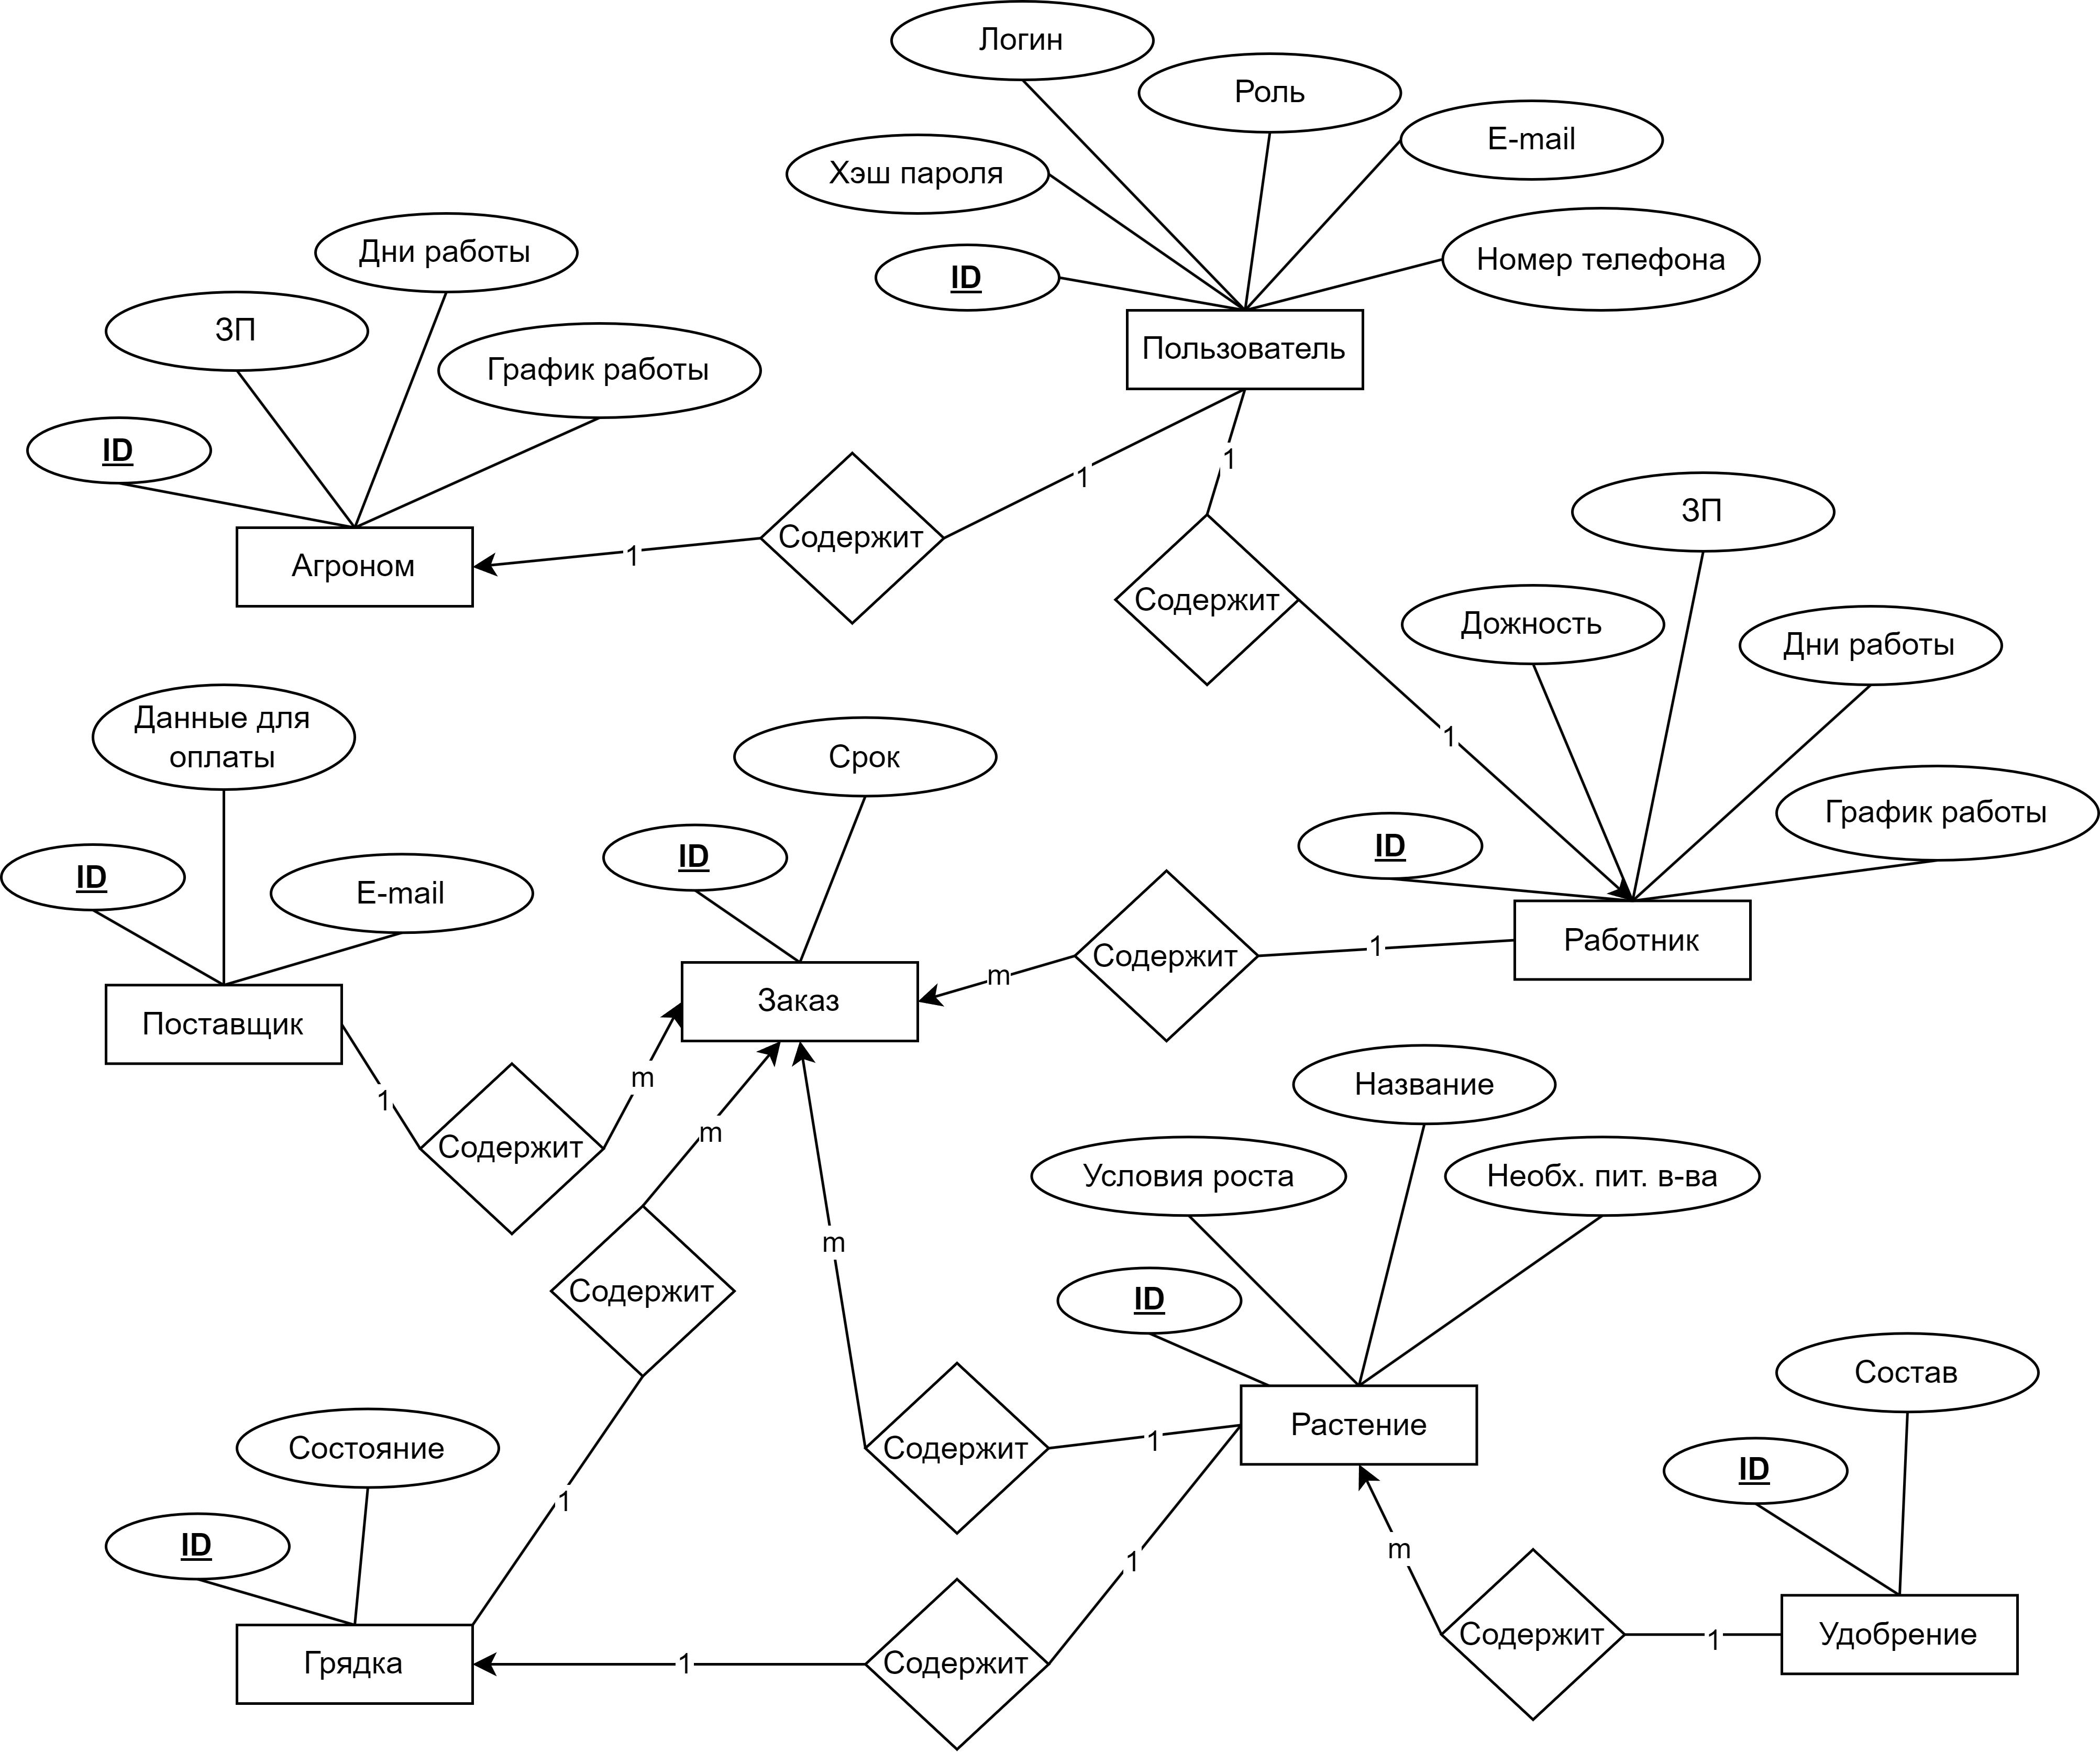 Логин
Роль
E-mail
Хэш пароля
Номер телефона
ID
Пользователь
Дни работы
ЗП
График работы
ID
Агроном
1
Содержит
1
1
Содержит
1
ЗП
Дожность
Дни работы
График работы
ID
Работник
Данные для
оплаты
ID
E-mail
Поставщик
Срок
ID
Заказ
m
Содержит
1
1
Содержит
m
m
Содержит
1
m
Содержит
1
Название
Условия роста
Необх. пит. в-ва
ID
Растение
Состояние
ID
Грядка
1
Содержит
1
m
Содержит
1
Состав
ID
Удобрение